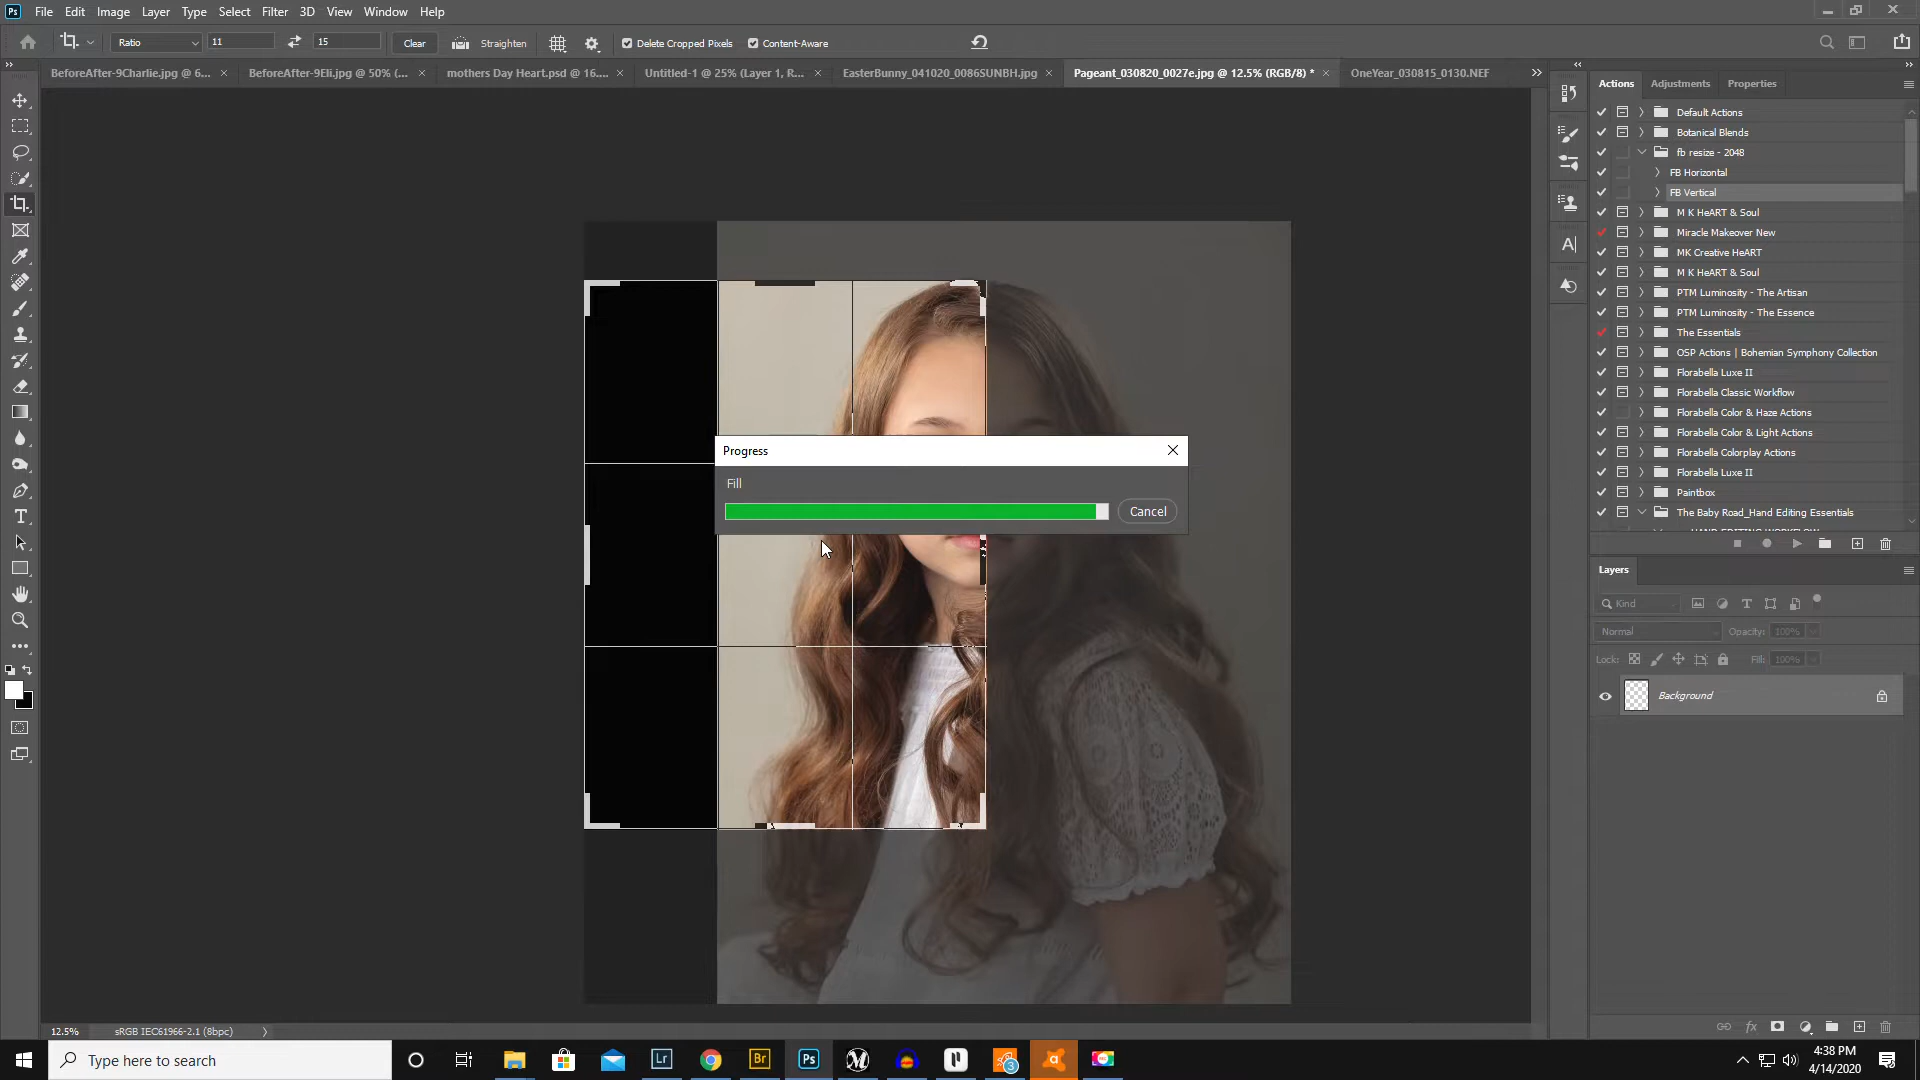 Ps File Edit Image Layer Type Select Filter 3D View Window Help
Ratio 11 15 Clear Straighten Delete Cropped Pixels Content-Aware
BeforeAfter-9Charlie.jpg @ 6... BeforeAfter-9Eli.jpg @ 50% (... mothers Day Heart.psd @ 16.... Untitled-1 @ 25% (Layer 1, R... EasterBunny_041020_0086SUNBH.jpg Pageant_030820_0027e.jpg @ 12.5% (RGB/8) * OneYear_030815_0130.NEF
Actions Adjustments Properties
Default Actions
Botanical Blends
fb resize - 2048
FB Horizontal
FB Vertical
M K HeART & Soul
Miracle Makeover New
MK Creative HeART
M K HeART & Soul
PTM Luminosity - The Artisan
PTM Luminosity - The Essence
The Essentials
OSP Actions | Bohemian Symphony Collection
Florabella Luxe II
Florabella Classic Workflow
Florabella Color & Haze Actions
Florabella Color & Light Actions
Florabella Colorplay Actions
Florabella Luxe II
Paintbox
The Baby Road_Hand Editing Essentials
Progress
Fill
Cancel
Layers
Kind
Normal Opacity: 100%
Lock: Fill: 100%
Background
12.5% sRGB IEC61966-2.1 (8bpc)
Type here to search
Lr Br Ps 3
4:38 PM
4/14/2020